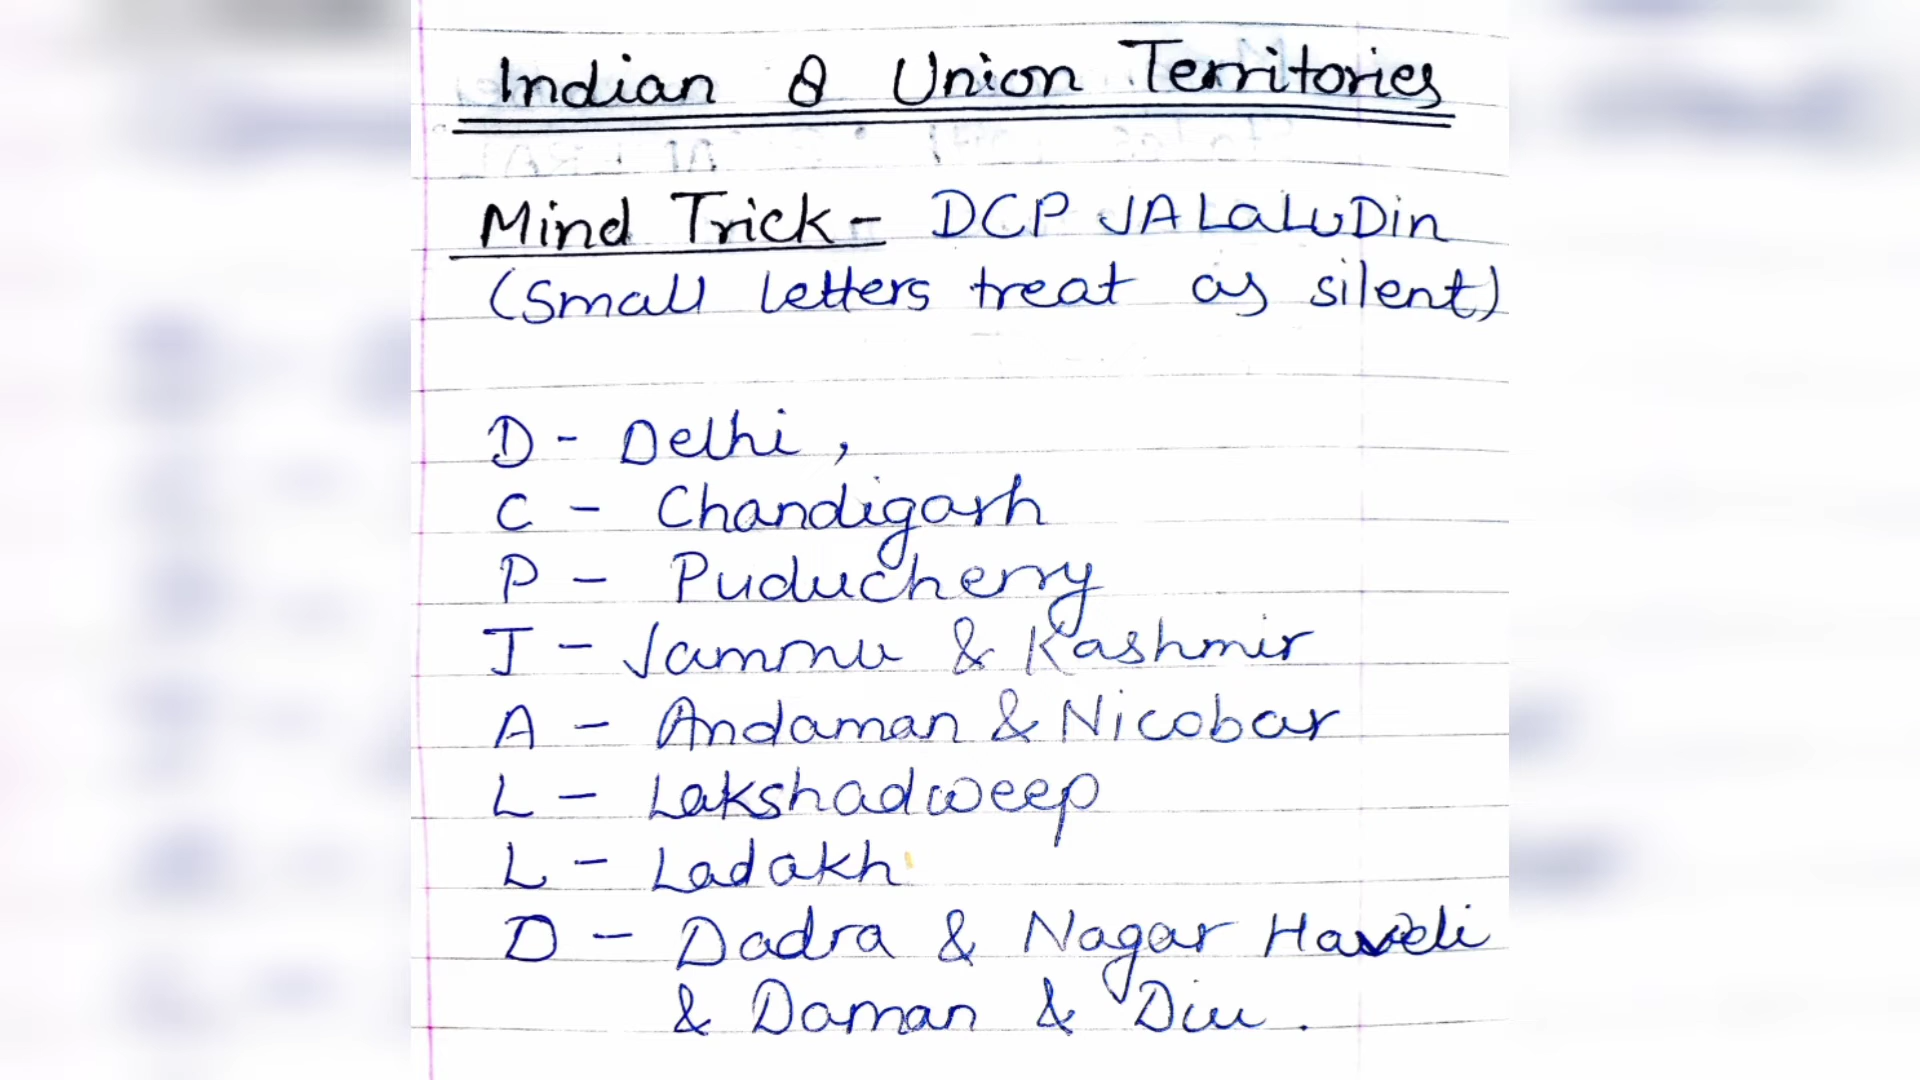 Indian 8 Union Territories
Mind Trick - DCP JALaLuDin
(Small letters treat as silent)
D - Delhi,
C - Chandigarh
P - Puducherry
J - Jammu & Kashmir
A - Andaman & Nicobar
L - Lakshadweep
L - Ladakh
D - Dadra & Nagar Haveli
& Daman & Diu.